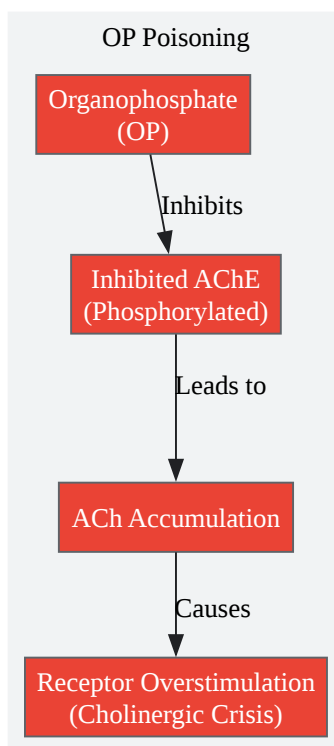 OP Poisoning
Organophosphate
(OP)
Inhibits
Inhibited AChE
(Phosphorylated)
Leads to
ACh Accumulation
Causes
Receptor Overstimulation
(Cholinergic Crisis)